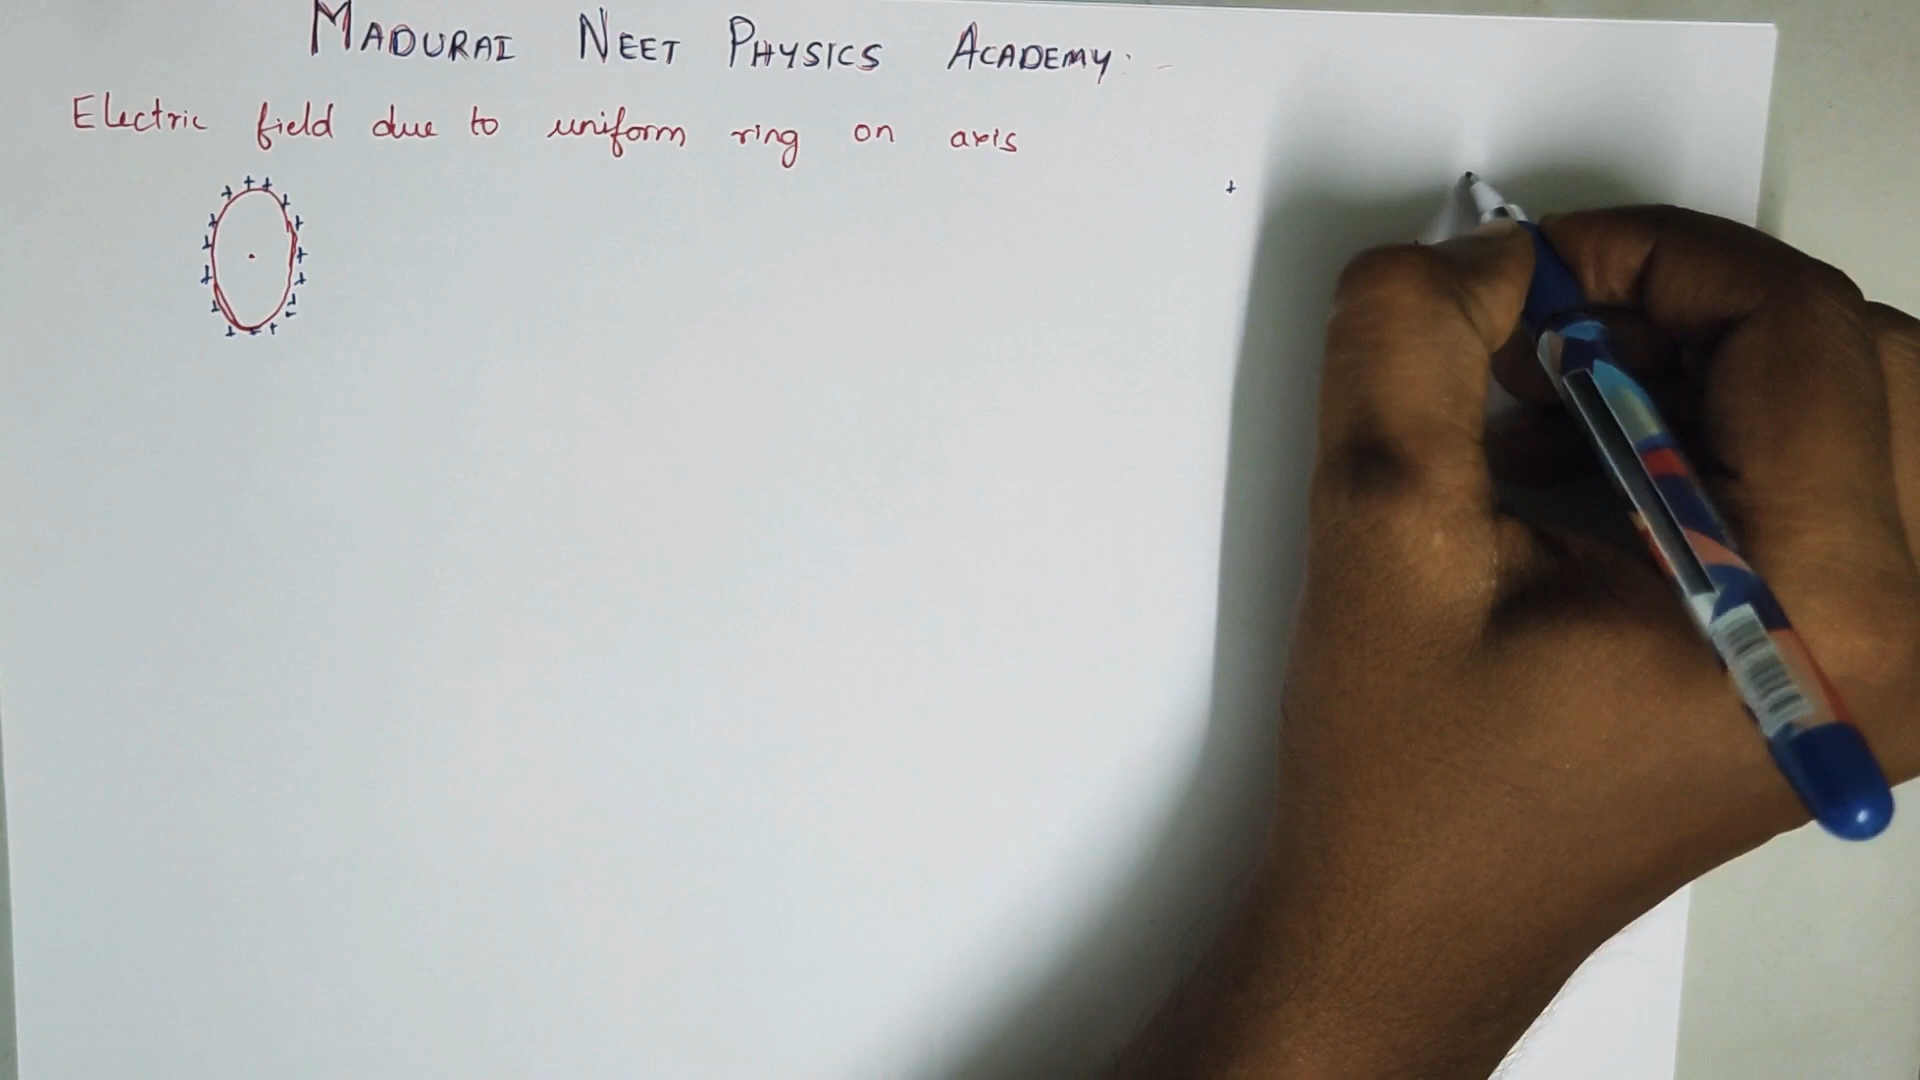 MADURAI NEET PHYSICS ACADEMY
Electric field due to uniform ring on axis